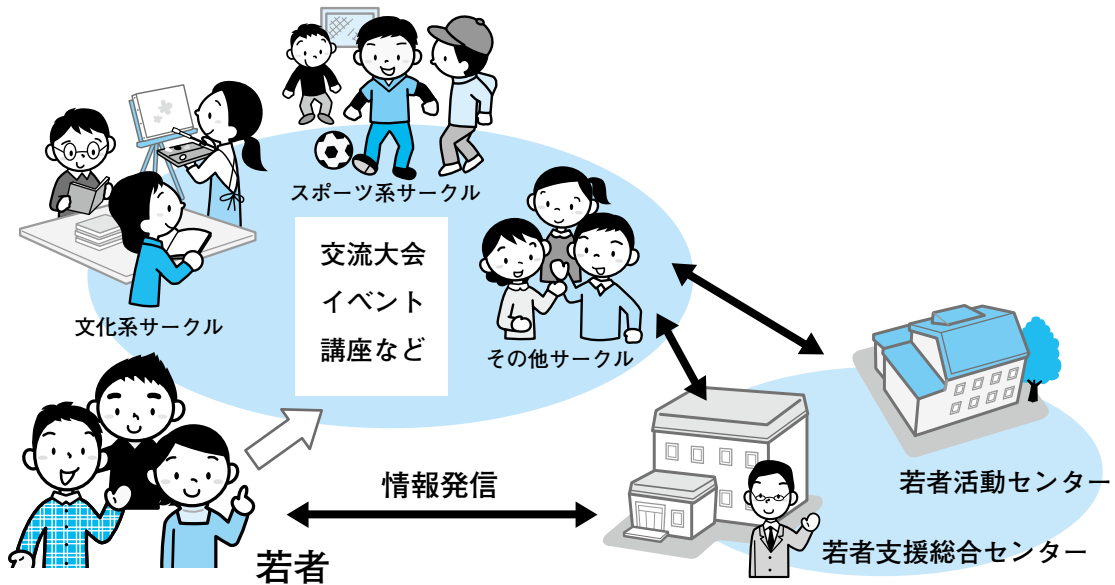 スポーツ系サークル
交流大会
イベント
講座など
文化系サークル
その他サークル
情報発信
若者
若者活動センター
若者支援総合センター